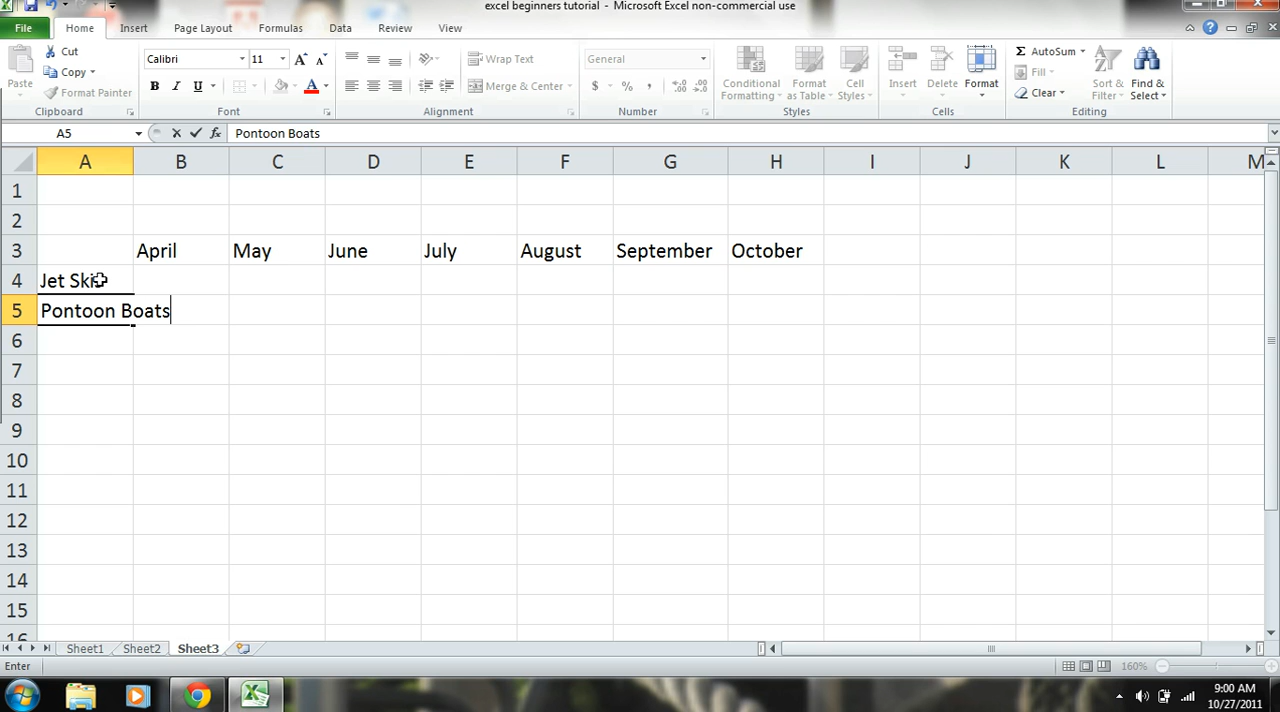 excel beginners tutorial - Microsoft Excel non-commercial use
File Home Insert Page Layout Formulas Data Review View
Paste Cut Copy Format Painter
Calibri 11
B I U A
Wrap Text
Merge & Center
General
$ % ,
Conditional Formatting Format as Table Cell Styles
Insert Delete Format
Σ AutoSum Fill Clear
Sort & Filter Find & Select
Clipboard Font Alignment Number Styles Cells Editing
A5 fx Pontoon Boats
A B C D E F G H I J K L M
1
2
3 April May June July August September October
4 Jet Ski
5 Pontoon Boats
6
7
8
9
10
11
12
13
14
15
16
Sheet1 Sheet2 Sheet3
Enter 160%
9:00 AM
10/27/2011